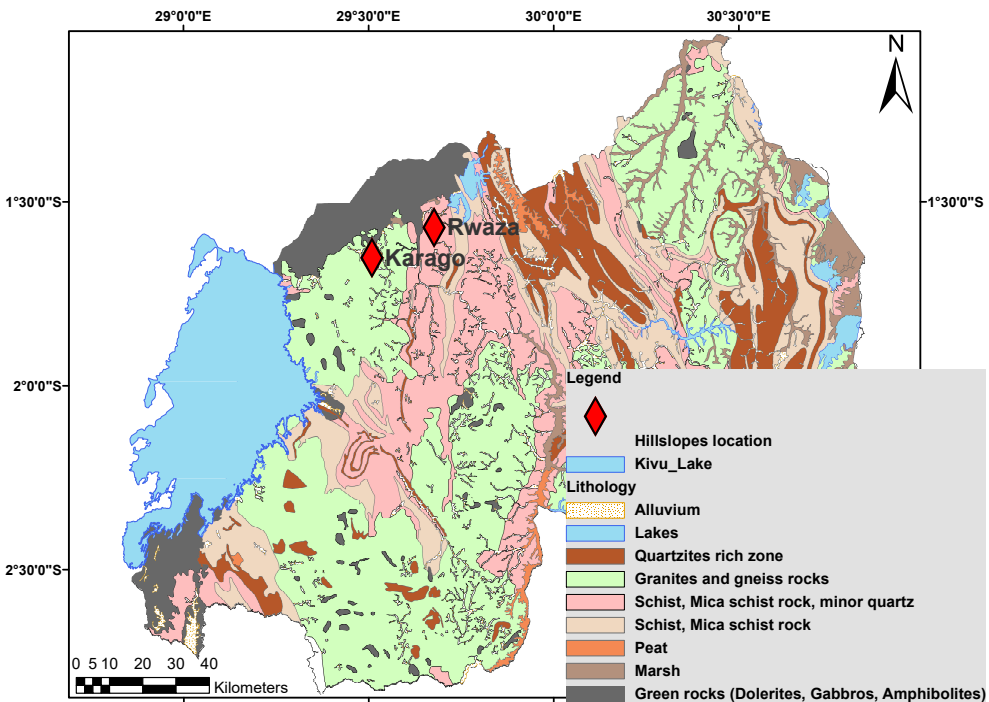 29°0'0"E 29°30'0"E 30°0'0"E 30°30'0"E
N
1°30'0"S 1°30'0"S
Rwaza
Karago
2°0'0"S
2°30'0"S
Legend
Hillslopes location
Kivu_Lake
Lithology
Alluvium
Lakes
Quartzites rich zone
Granites and gneiss rocks
Schist, Mica schist rock, minor quartz
Schist, Mica schist rock
Peat
Marsh
Green rocks (Dolerites, Gabbros, Amphibolites)
0 5 10 20 30 40
Kilometers